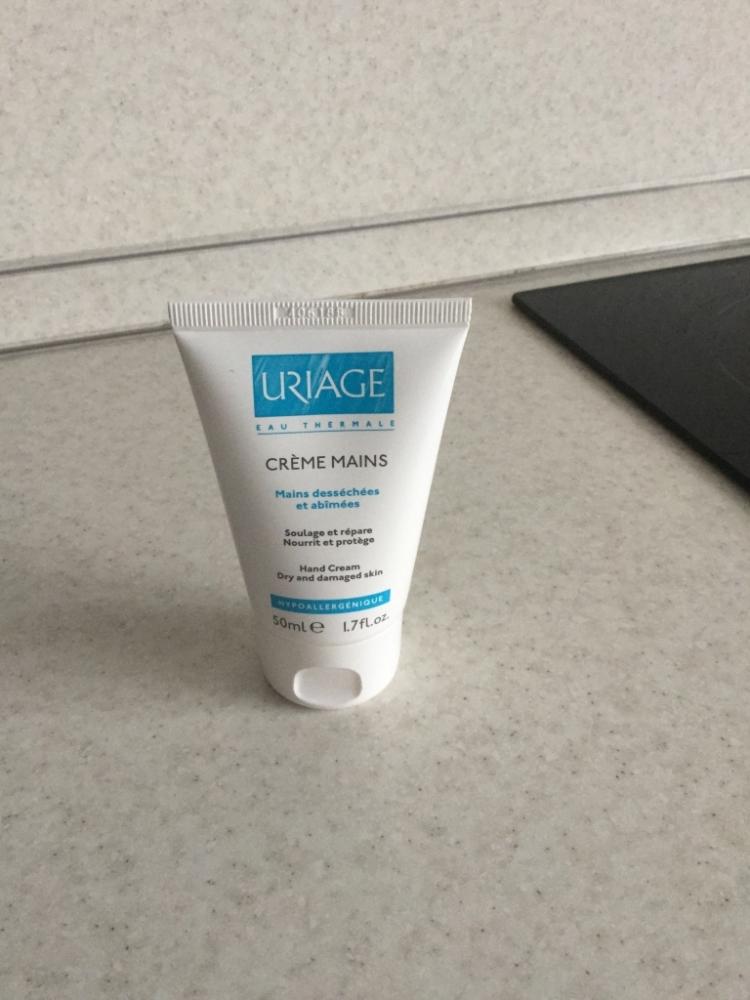 URIAGE
EAU THERMALE
CRÈME MAINS
Mains desséchées
et abîmées
Soulage et répare
Nourrit et protège
Hand Cream
Dry and damaged skin
HYPOALLERGÉNIQUE
50ml e 1.7fl.oz.